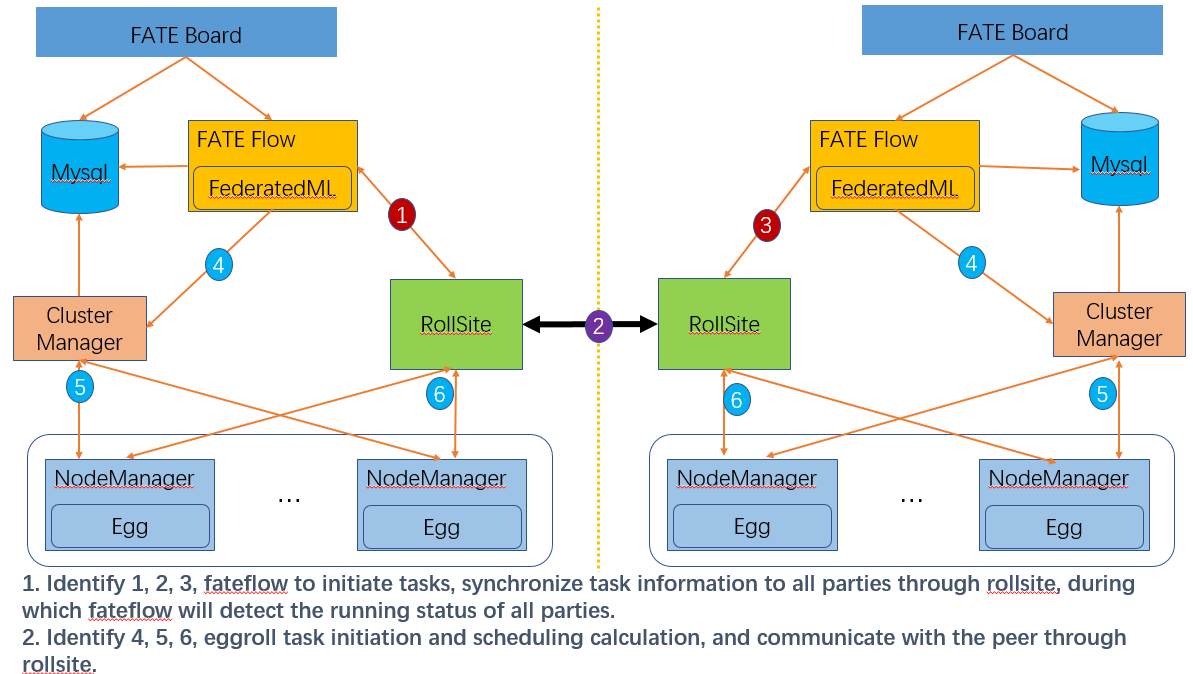 FATE Board
FATE Board
FATE Flow
FederatedML
Mysql
1
4
Cluster
Manager
RollSite
5
6
NodeManager
Egg
...
NodeManager
Egg
2
FATE Flow
FederatedML
Mysql
3
4
RollSite
Cluster
Manager
6
5
NodeManager
Egg
...
NodeManager
Egg
1. Identify 1, 2, 3, fateflow to initiate tasks, synchronize task information to all parties through rollsite, during
which fateflow will detect the running status of all parties.
2. Identify 4, 5, 6, eggroll task initiation and scheduling calculation, and communicate with the peer through
rollsite.